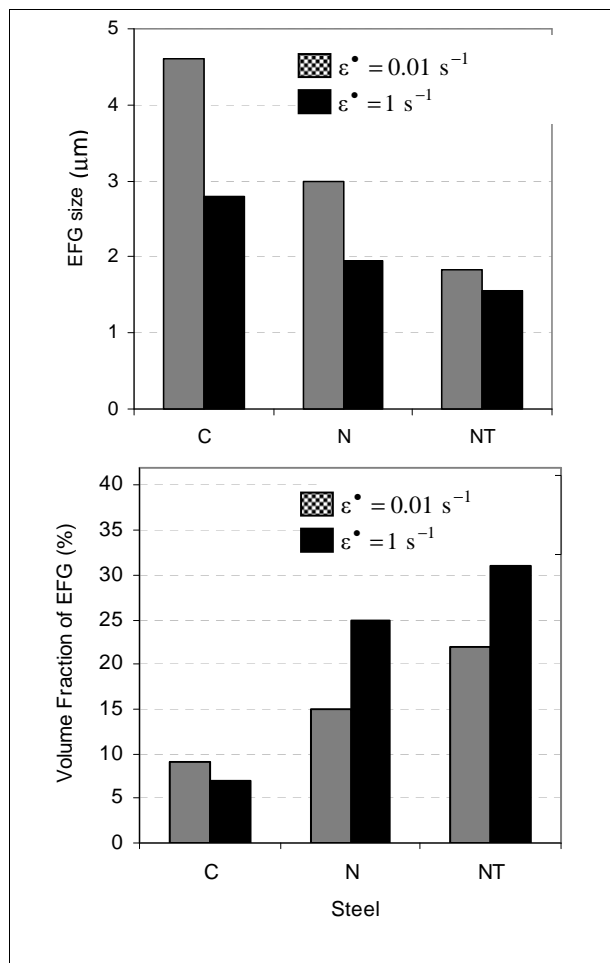 5
4
3
2
1
0
EFG size (μm)
ε• = 0.01 s−1
ε• = 1 s−1
C N NT
40
35
30
25
20
15
10
5
0
Volume Fraction of EFG (%)
ε• = 0.01 s−1
ε• = 1 s−1
C N NT
Steel